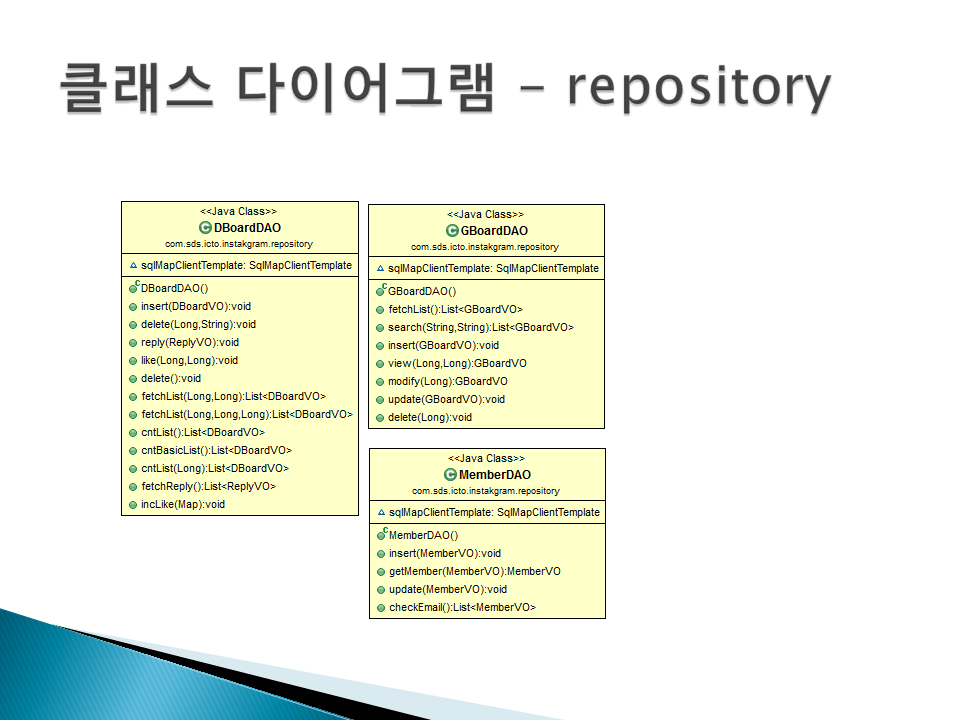 클래스 다이어그램 - repository
<<Java Class>>
DBoardDAO
com.sds.icto.instakgram.repository
sqlMapClientTemplate: SqlMapClientTemplate
DBoardDAO()
insert(DBoardVO):void
delete(Long,String):void
reply(ReplyVO):void
like(Long,Long):void
delete():void
fetchList(Long,Long):List<DBoardVO>
fetchList(Long,Long,Long):List<DBoardVO>
cntList():List<DBoardVO>
cntBasicList():List<DBoardVO>
cntList(Long):List<DBoardVO>
fetchReply():List<ReplyVO>
incLike(Map):void
<<Java Class>>
GBoardDAO
com.sds.icto.instakgram.repository
sqlMapClientTemplate: SqlMapClientTemplate
GBoardDAO()
fetchList():List<GBoardVO>
search(String,String):List<GBoardVO>
insert(GBoardVO):void
view(Long,Long):GBoardVO
modify(Long):GBoardVO
update(GBoardVO):void
delete(Long):void
<<Java Class>>
MemberDAO
com.sds.icto.instakgram.repository
sqlMapClientTemplate: SqlMapClientTemplate
MemberDAO()
insert(MemberVO):void
getMember(MemberVO):MemberVO
update(MemberVO):void
checkEmail():List<MemberVO>